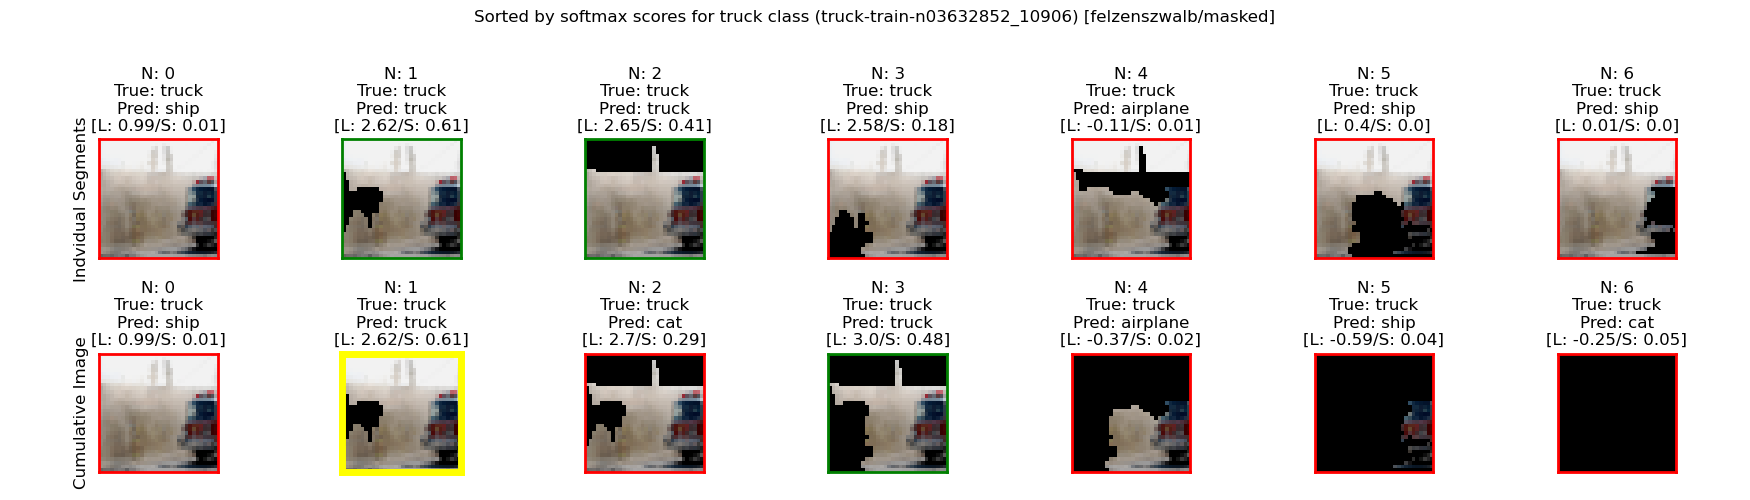 Sorted by softmax scores for truck class (truck-train-n03632852_10906) [felzenszwalb/masked]
Indvidual Segments
N: 0
True: truck
Pred: ship
[L: 0.99/S: 0.01]
N: 1
True: truck
Pred: truck
[L: 2.62/S: 0.61]
N: 2
True: truck
Pred: truck
[L: 2.65/S: 0.41]
N: 3
True: truck
Pred: ship
[L: 2.58/S: 0.18]
N: 4
True: truck
Pred: airplane
[L: -0.11/S: 0.01]
N: 5
True: truck
Pred: ship
[L: 0.4/S: 0.0]
N: 6
True: truck
Pred: ship
[L: 0.01/S: 0.0]
Cumulative Image
N: 0
True: truck
Pred: ship
[L: 0.99/S: 0.01]
N: 1
True: truck
Pred: truck
[L: 2.62/S: 0.61]
N: 2
True: truck
Pred: cat
[L: 2.7/S: 0.29]
N: 3
True: truck
Pred: truck
[L: 3.0/S: 0.48]
N: 4
True: truck
Pred: airplane
[L: -0.37/S: 0.02]
N: 5
True: truck
Pred: ship
[L: -0.59/S: 0.04]
N: 6
True: truck
Pred: cat
[L: -0.25/S: 0.05]